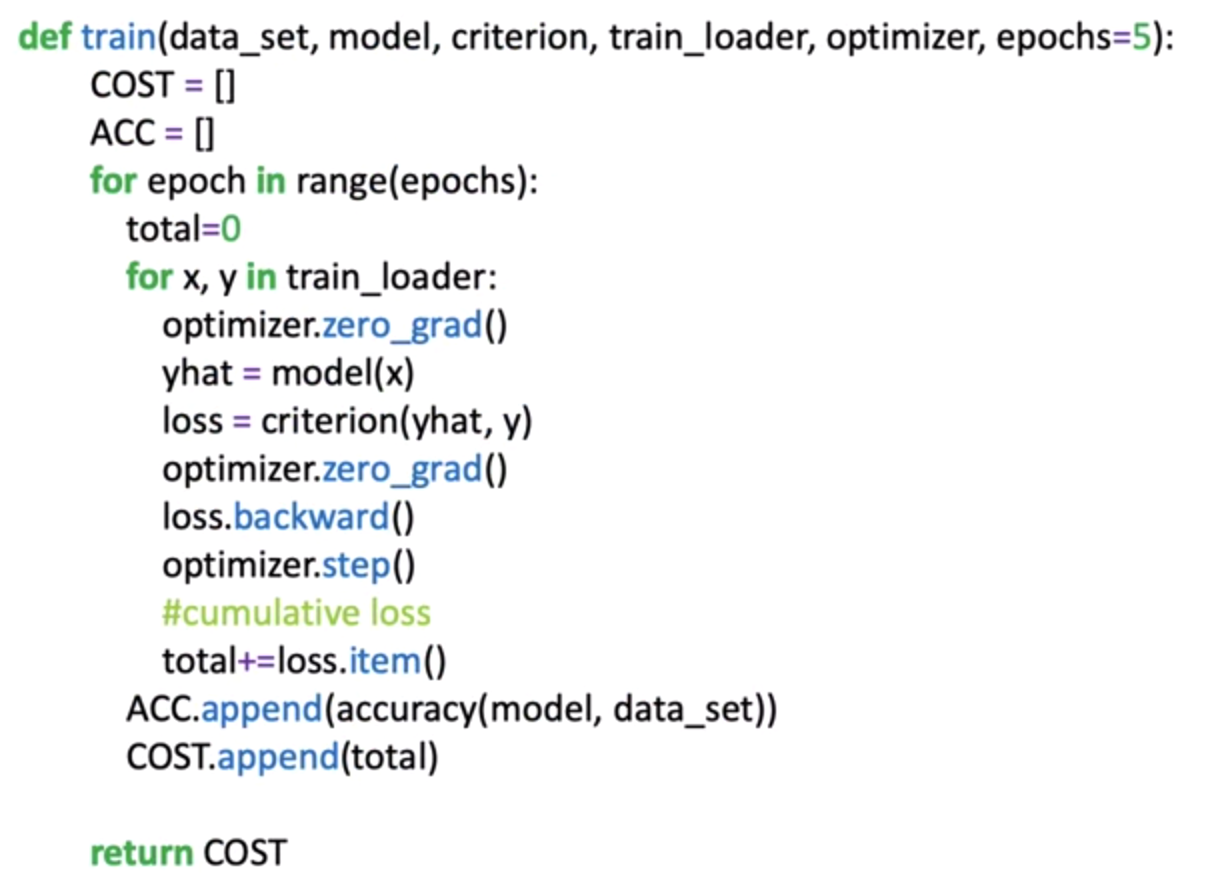 def train(data_set, model, criterion, train_loader, optimizer, epochs=5):
COST = []
ACC = []
for epoch in range(epochs):
total=0
for x, y in train_loader:
optimizer.zero_grad()
yhat = model(x)
loss = criterion(yhat, y)
optimizer.zero_grad()
loss.backward()
optimizer.step()
#cumulative loss
total+=loss.item()
ACC.append(accuracy(model, data_set))
COST.append(total)
return COST